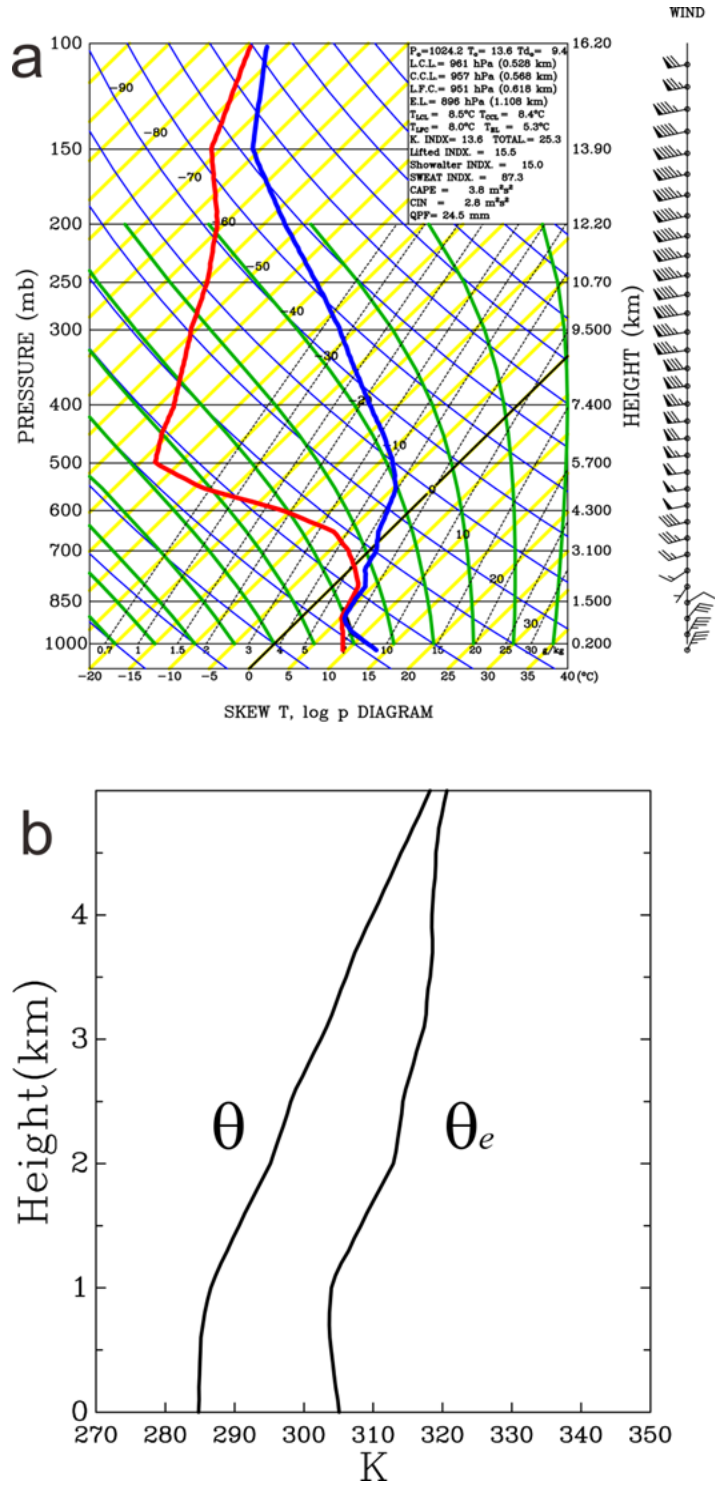 WIND
a
100
150
200
250
300
400
500
600
700
850
1000
PRESSURE (mb)
P₀=1024.2 T₀= 13.6 Td₀= 9.4
L.C.L = 961 hPa (0.528 km)
C.C.L = 957 hPa (0.568 km)
L.F.C = 951 hPa (0.618 km)
E.L = 896 hPa (1.108 km)
T_LCL = 8.5°C T_CCL = 8.4°C
T_LFC = 8.0°C T_EL = 5.3°C
K. INDX= 13.6 TOTAL= 25.3
Lifted INDX. = 15.5
Showalter INDX. = 15.0
SWEAT INDX. = 87.3
CAPE = 3.8 m²s²
CIN = 2.8 m²s²
QPF= 24.5 mm
16.20
13.90
12.20
10.70
9.500
7.400
5.700
4.300
3.100
1.500
0.200
HEIGHT (km)
-90
-80
-70
-60
-50
-40
-30
-20
-10
0
10
20
30
0.7 1 1.5 2 3 4 5 10 15 20 25 30 g/kg
-20 -15 -10 -5 0 5 10 15 20 25 30 35 40 (°C)
SKEW T, log p DIAGRAM
b
Height(km)
4
3
2
1
0
θ θe
270 280 290 300 310 320 330 340 350
K